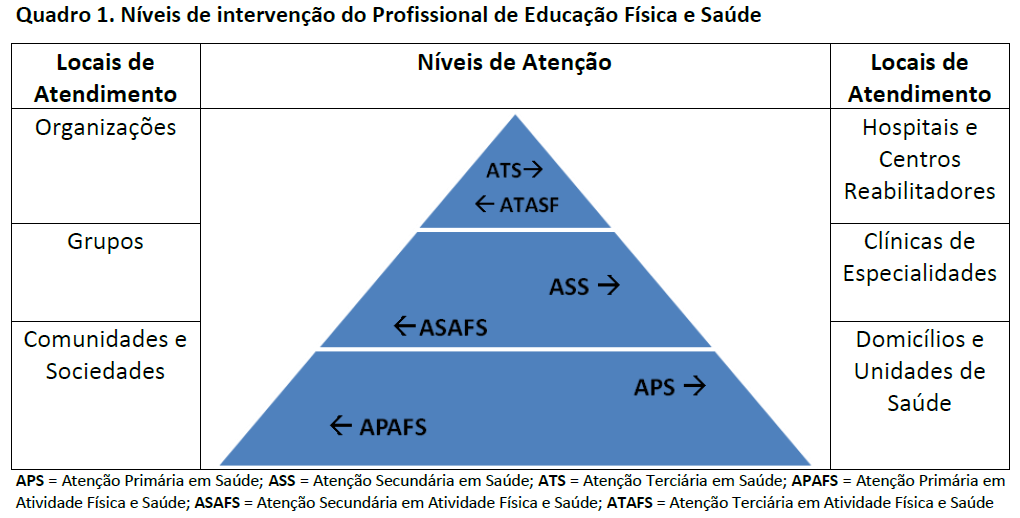 Quadro 1. Níveis de intervenção do Profissional de Educação Física e Saúde
Locais de
Atendimento
Níveis de Atenção
Locais de
Atendimento
Organizações
ATS→
← ATASF
Hospitais e
Centros
Reabilitadores
Grupos
ASS →
←ASAFS
Clínicas de
Especialidades
Comunidades e
Sociedades
APS →
← APAFS
Domicílios e
Unidades de
Saúde
APS = Atenção Primária em Saúde; ASS = Atenção Secundária em Saúde; ATS = Atenção Terciária em Saúde; APAFS = Atenção Primária em
Atividade Física e Saúde; ASAFS = Atenção Secundária em Atividade Física e Saúde; ATAFS = Atenção Terciária em Atividade Física e Saúde